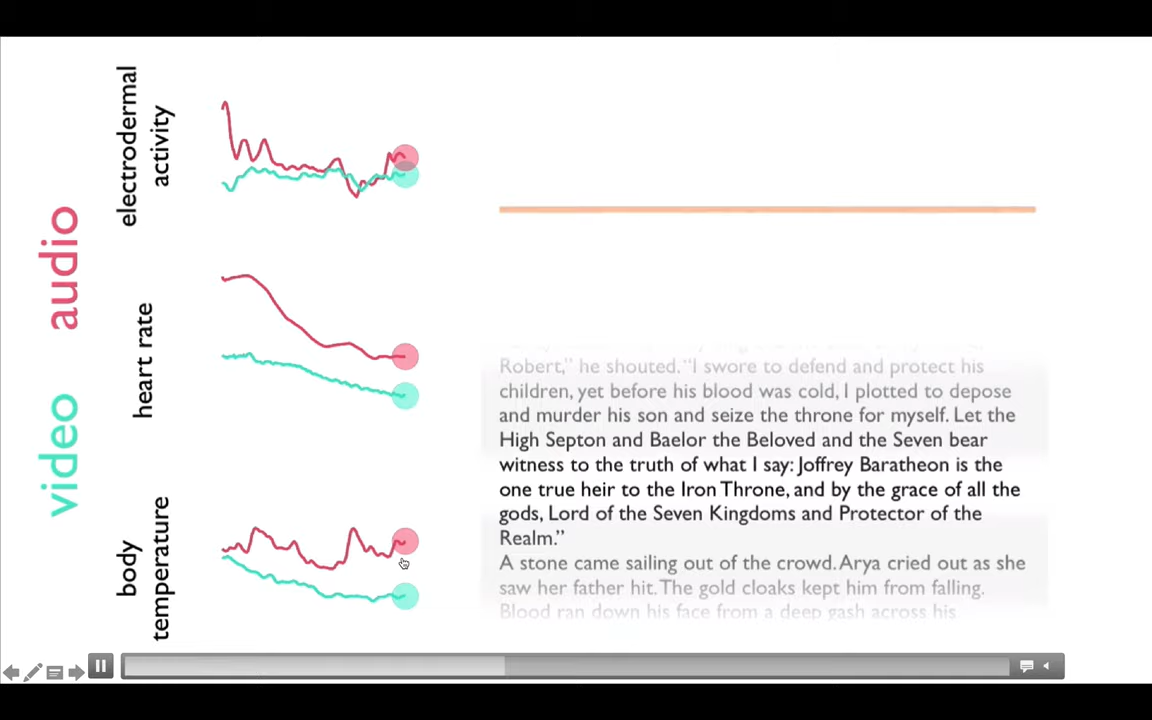 audio
video
electrodermal
activity
heart rate
body
temperature
Robert,” he shouted. “I swore to defend and protect his
children, yet before his blood was cold, I plotted to depose
and murder his son and seize the throne for myself. Let the
High Septon and Baelor the Beloved and the Seven bear
witness to the truth of what I say: Joffrey Baratheon is the
one true heir to the Iron Throne, and by the grace of all the
gods, Lord of the Seven Kingdoms and Protector of the
Realm.”
A stone came sailing out of the crowd. Arya cried out as she
saw her father hit. The gold cloaks kept him from falling.
Blood ran down his face from a deep gash across his